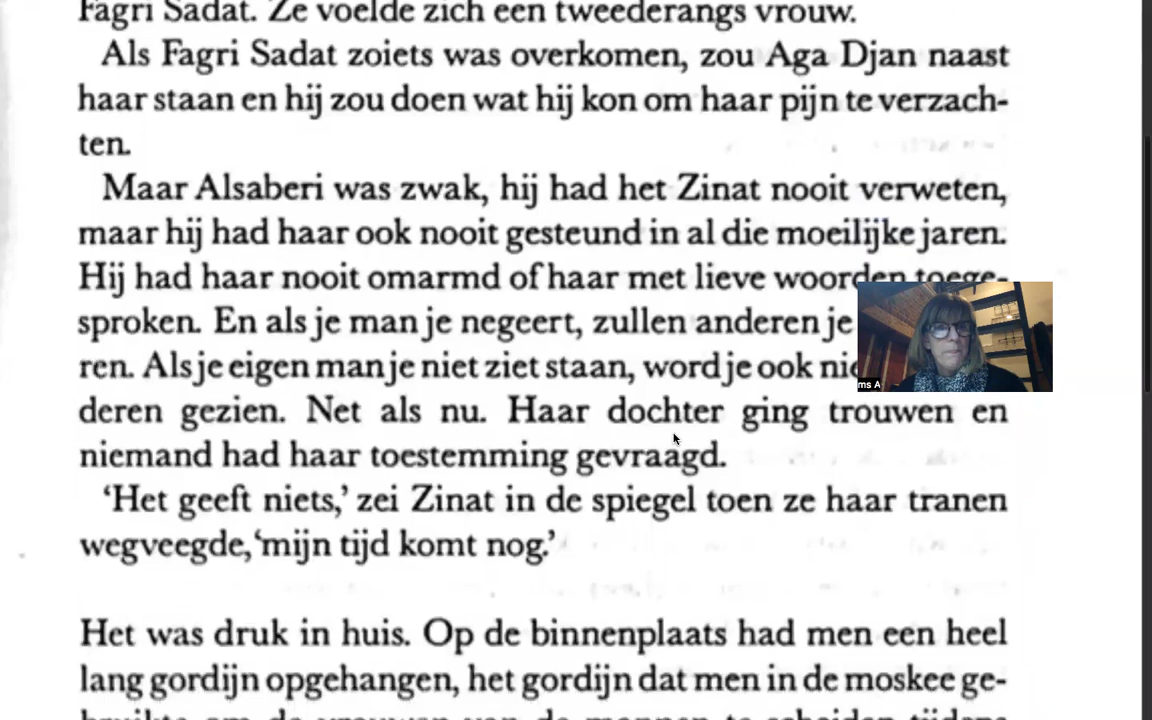 Fagri Sadat. Ze voelde zich een tweederangs vrouw.
Als Fagri Sadat zoiets was overkomen, zou Aga Djan naast
haar staan en hij zou doen wat hij kon om haar pijn te verzach-
ten.
Maar Alsaberi was zwak, hij had het Zinat nooit verweten,
maar hij had haar ook nooit gesteund in al die moeilijke jaren.
Hij had haar nooit omarmd of haar met lieve woorden toege-
sproken. En als je man je negeert, zullen anderen je
ren. Als je eigen man je niet ziet staan, word je ook
deren gezien. Net als nu. Haar dochter ging trouwen en
niemand had haar toestemming gevraagd.
‘Het geeft niets,’ zei Zinat in de spiegel toen ze haar tranen
wegveegde, ‘mijn tijd komt nog.’
Het was druk in huis. Op de binnenplaats had men een heel
lang gordijn opgehangen, het gordijn dat men in de moskee ge-
ms A